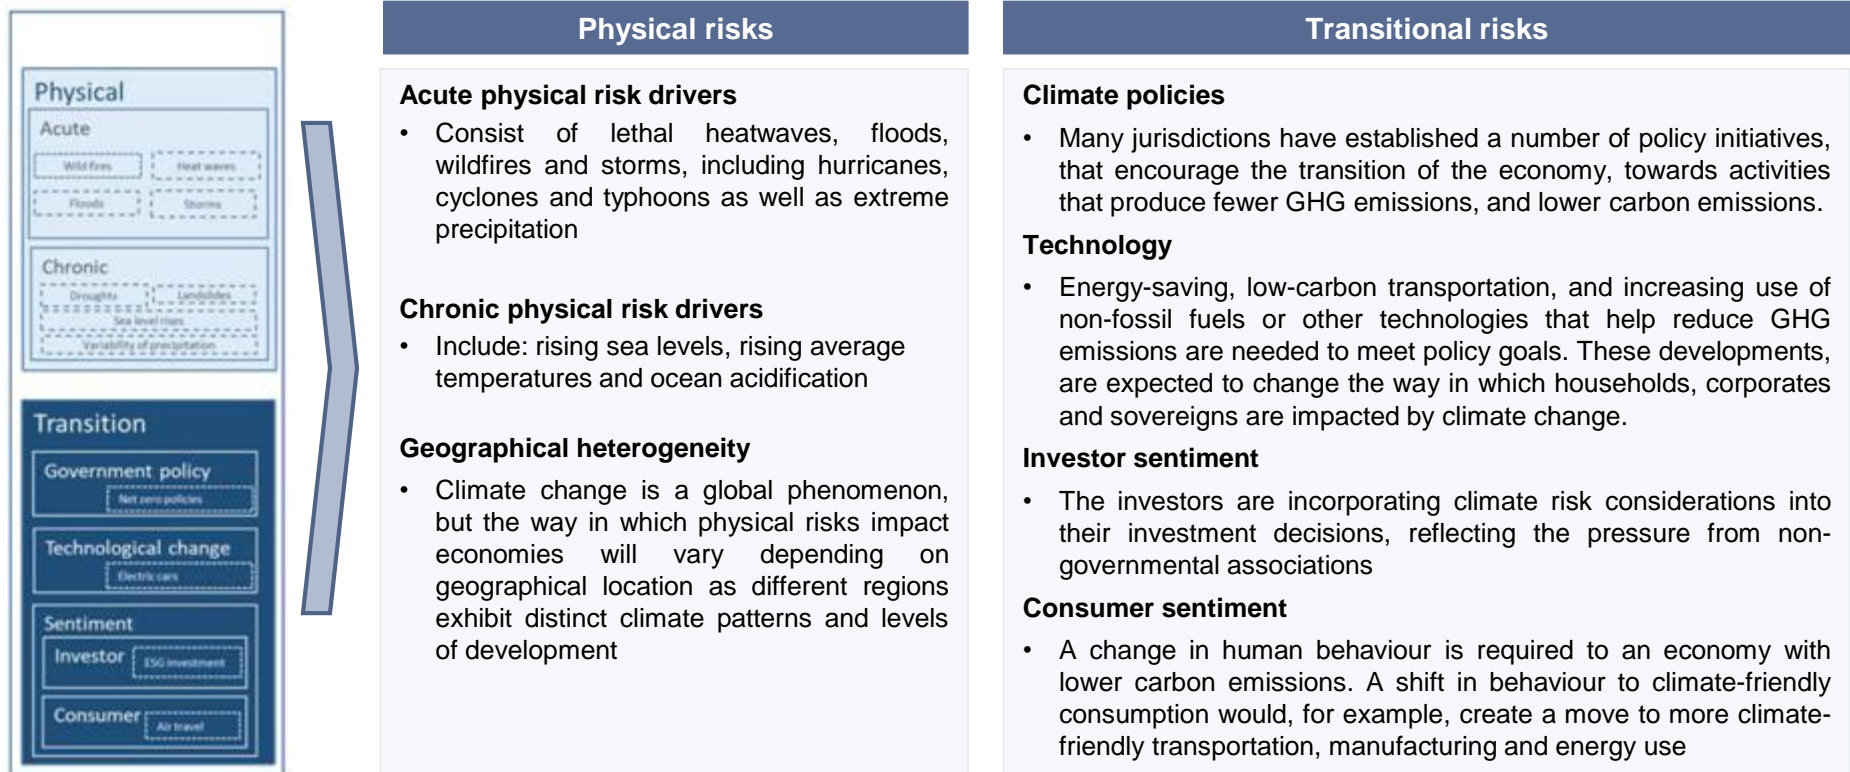 Physical
Acute
Wild fires
Heat waves
Floods
Storms
Chronic
Droughts
Landslides
Sea level rises
Variability of precipitation
Transition
Government policy
Net zero policies
Technological change
Electric cars
Sentiment
Investor
ESG investment
Consumer
Air travel
Physical risks
Acute physical risk drivers
• Consist of lethal heatwaves, floods,
wildfires and storms, including hurricanes,
cyclones and typhoons as well as extreme
precipitation
Chronic physical risk drivers
• Include: rising sea levels, rising average
temperatures and ocean acidification
Geographical heterogeneity
• Climate change is a global phenomenon,
but the way in which physical risks impact
economies will vary depending on
geographical location as different regions
exhibit distinct climate patterns and levels
of development
Transitional risks
Climate policies
• Many jurisdictions have established a number of policy initiatives,
that encourage the transition of the economy, towards activities
that produce fewer GHG emissions, and lower carbon emissions.
Technology
• Energy-saving, low-carbon transportation, and increasing use of
non-fossil fuels or other technologies that help reduce GHG
emissions are needed to meet policy goals. These developments,
are expected to change the way in which households, corporates
and sovereigns are impacted by climate change.
Investor sentiment
• The investors are incorporating climate risk considerations into
their investment decisions, reflecting the pressure from non-
governmental associations
Consumer sentiment
• A change in human behaviour is required to an economy with
lower carbon emissions. A shift in behaviour to climate-friendly
consumption would, for example, create a move to more climate-
friendly transportation, manufacturing and energy use